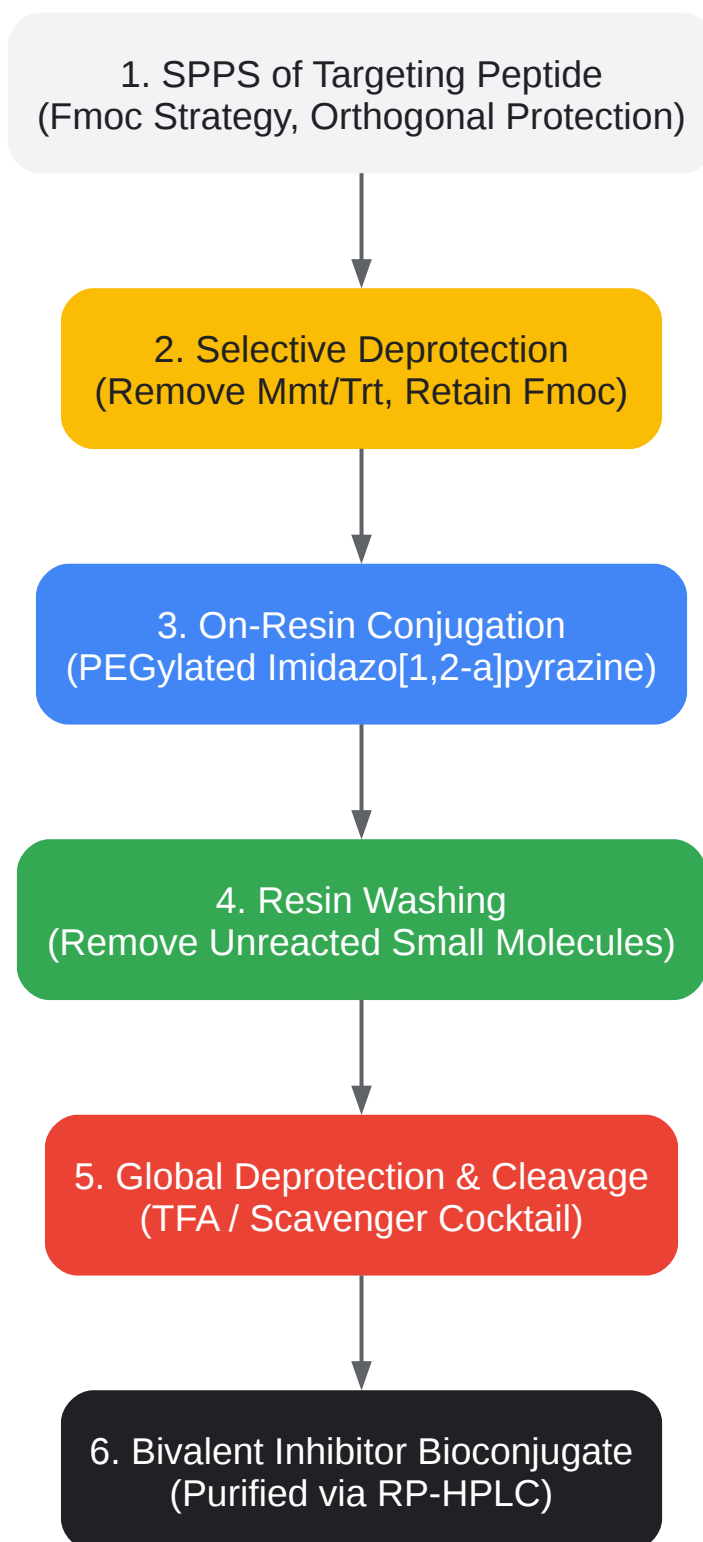 1. SPPS of Targeting Peptide
(Fmoc Strategy, Orthogonal Protection)
2. Selective Deprotection
(Remove Mmt/Trt, Retain Fmoc)
3. On-Resin Conjugation
(PEGylated Imidazo[1,2-a]pyrazine)
4. Resin Washing
(Remove Unreacted Small Molecules)
5. Global Deprotection & Cleavage
(TFA / Scavenger Cocktail)
6. Bivalent Inhibitor Bioconjugate
(Purified via RP-HPLC)